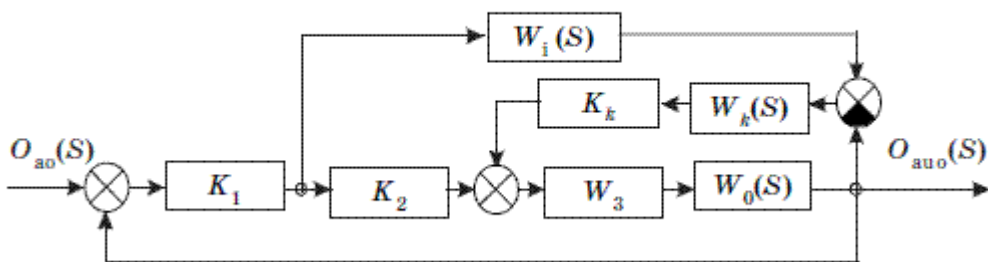 W_i(S)
K_k
W_k(S)
O_ao(S)
K_1
K_2
W_3
W_0(S)
O_auo(S)